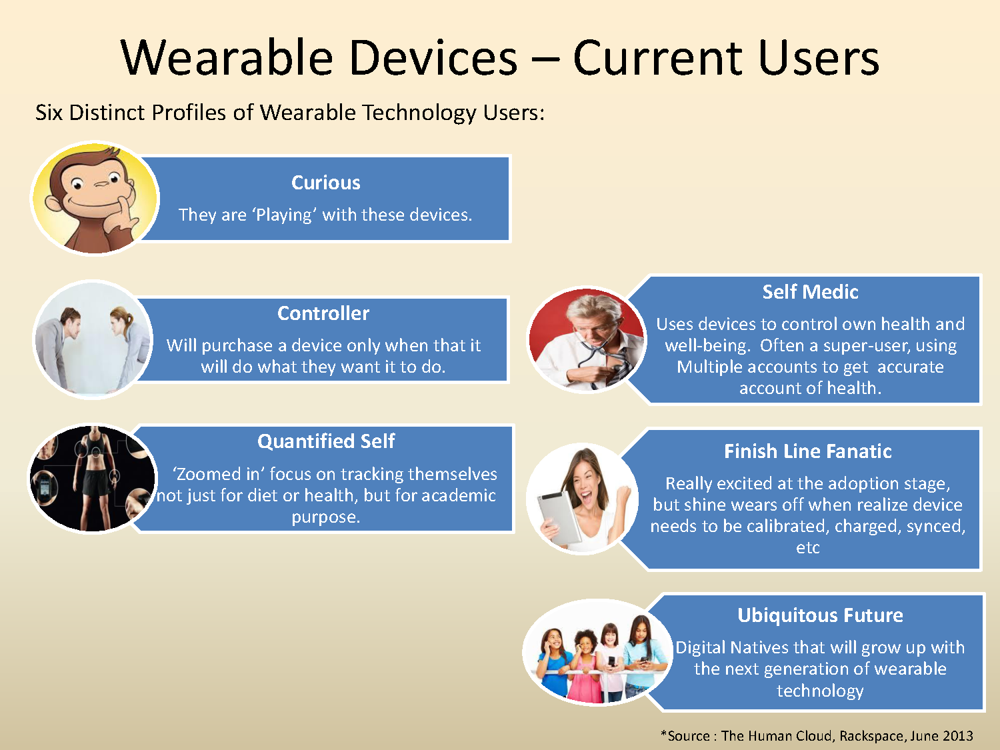 Wearable Devices – Current Users
Six Distinct Profiles of Wearable Technology Users:
Curious
They are ‘Playing’ with these devices.
Controller
Will purchase a device only when that it
will do what they want it to do.
Quantified Self
‘Zoomed in’ focus on tracking themselves
not just for diet or health, but for academic
purpose.
Self Medic
Uses devices to control own health and
well-being.  Often a super-user, using
Multiple accounts to get  accurate
account of health.
Finish Line Fanatic
Really excited at the adoption stage,
but shine wears off when realize device
needs to be calibrated, charged, synced,
etc
Ubiquitous Future
Digital Natives that will grow up with
the next generation of wearable
technology
*Source : The Human Cloud, Rackspace, June 2013